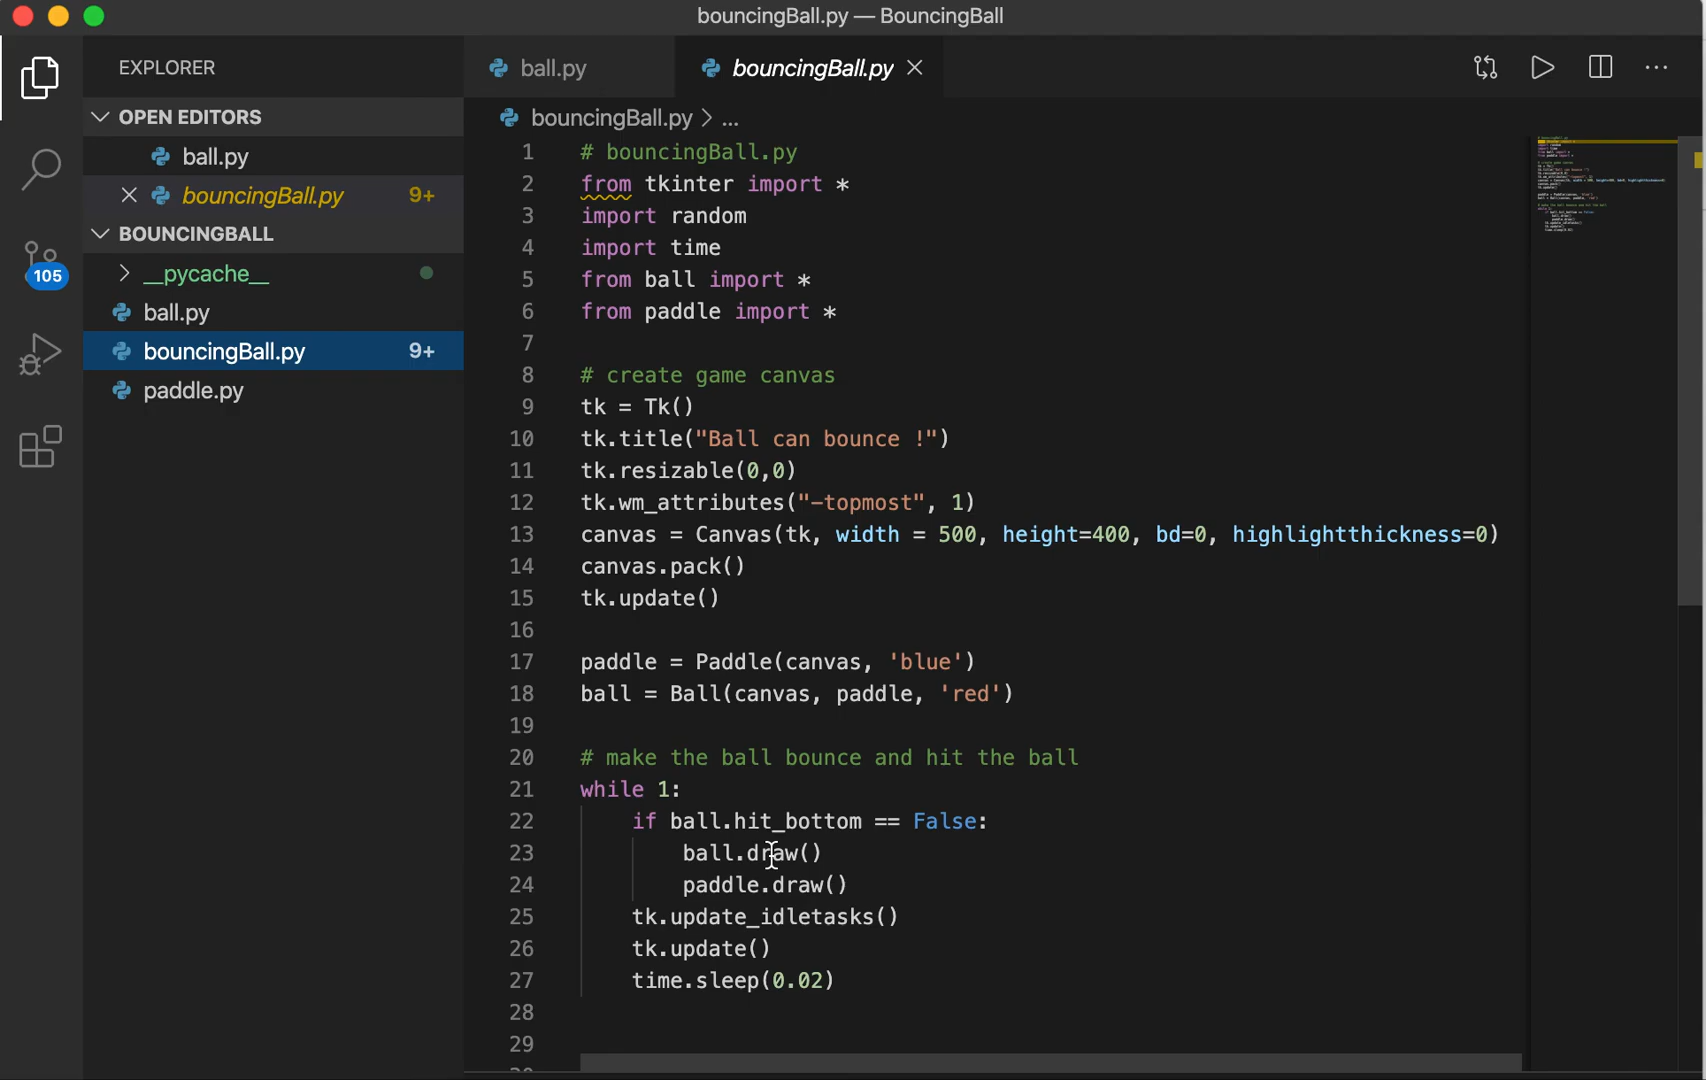 bouncingBall.py — BouncingBall
EXPLORER
OPEN EDITORS
ball.py
bouncingBall.py 9+
BOUNCINGBALL
__pycache__
ball.py
bouncingBall.py 9+
paddle.py
105
ball.py
bouncingBall.py
bouncingBall.py > ...
1 # bouncingBall.py
2 from tkinter import *
3 import random
4 import time
5 from ball import *
6 from paddle import *
7
8 # create game canvas
9 tk = Tk()
10 tk.title("Ball can bounce !")
11 tk.resizable(0,0)
12 tk.wm_attributes("-topmost", 1)
13 canvas = Canvas(tk, width = 500, height=400, bd=0, highlightthickness=0)
14 canvas.pack()
15 tk.update()
16
17 paddle = Paddle(canvas, 'blue')
18 ball = Ball(canvas, paddle, 'red')
19
20 # make the ball bounce and hit the ball
21 while 1:
22     if ball.hit_bottom == False:
23         ball.draw()
24         paddle.draw()
25     tk.update_idletasks()
26     tk.update()
27     time.sleep(0.02)
28
29